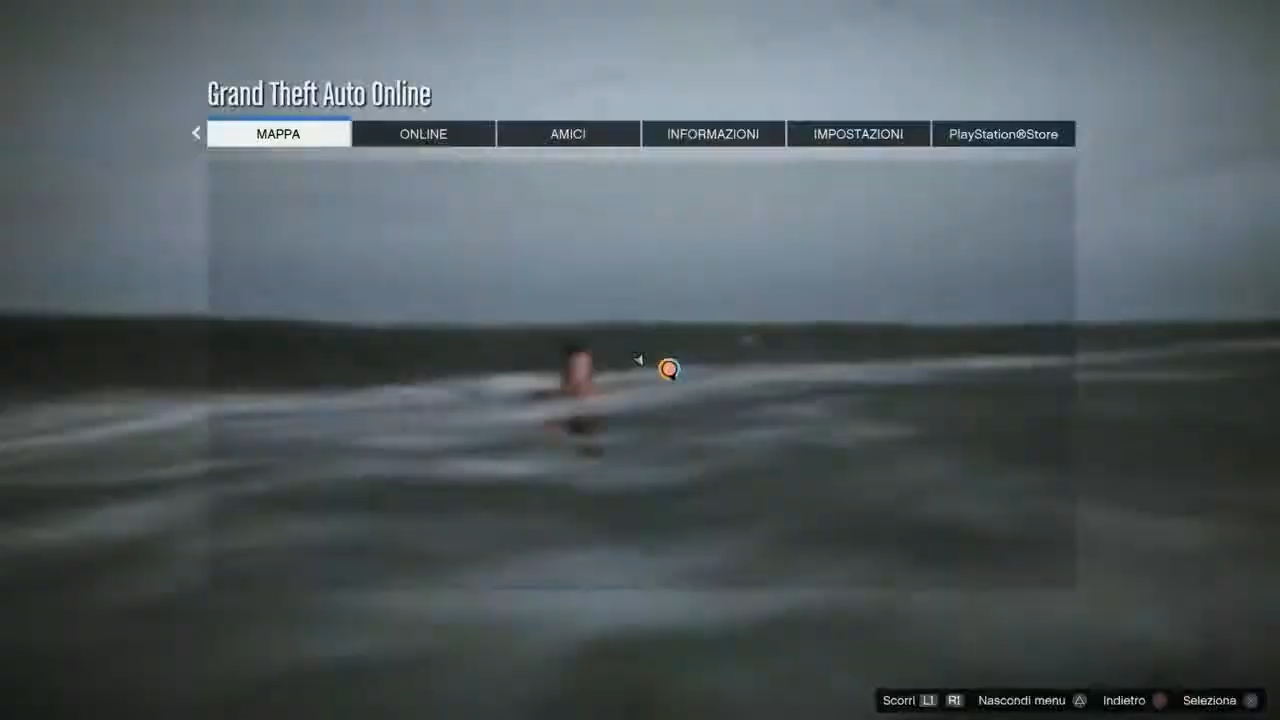 Grand Theft Auto Online
MAPPA ONLINE AMICI INFORMAZIONI IMPOSTAZIONI PlayStation®Store
Scorri L1 R1 Nascondi menu Indietro Seleziona